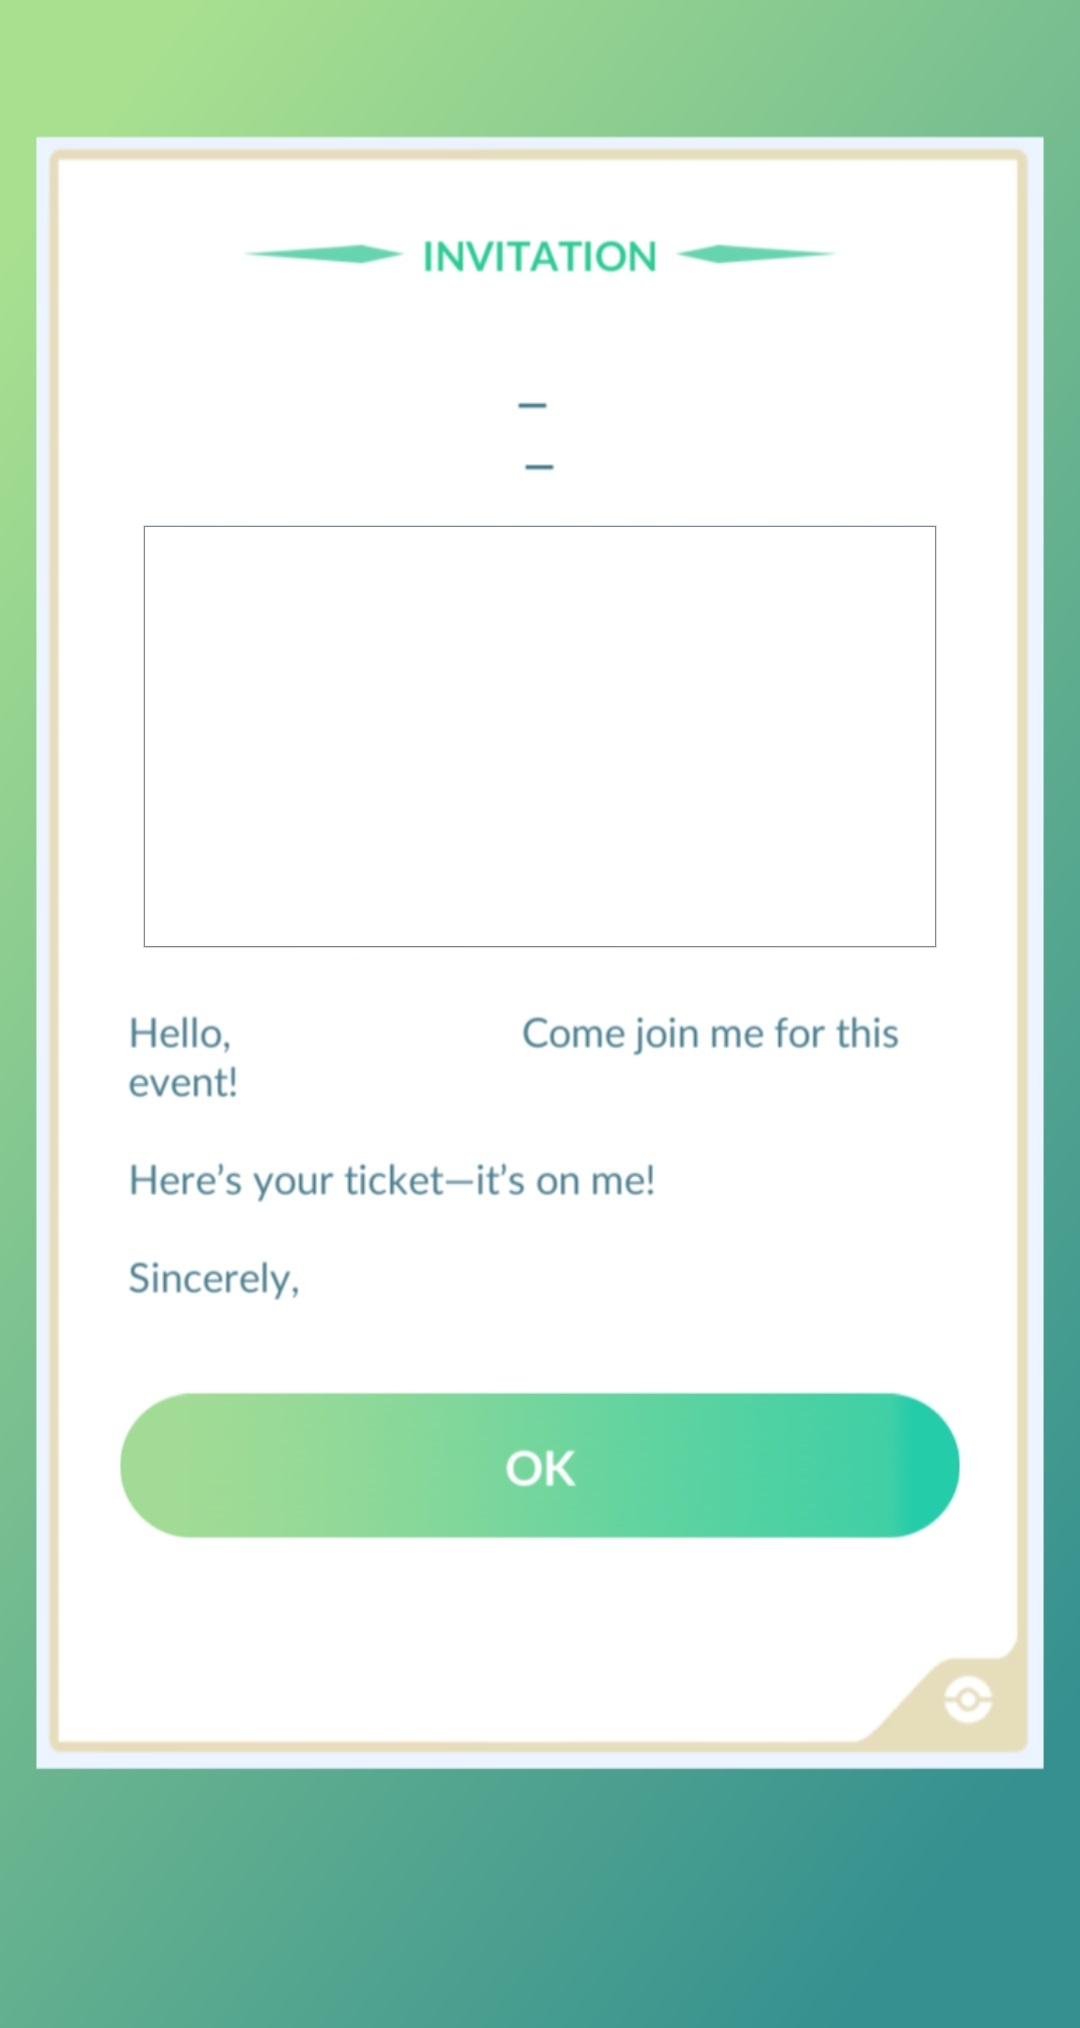 INVITATION
–
–
Hello, Come join me for this
event!
Here’s your ticket—it’s on me!
Sincerely,
OK